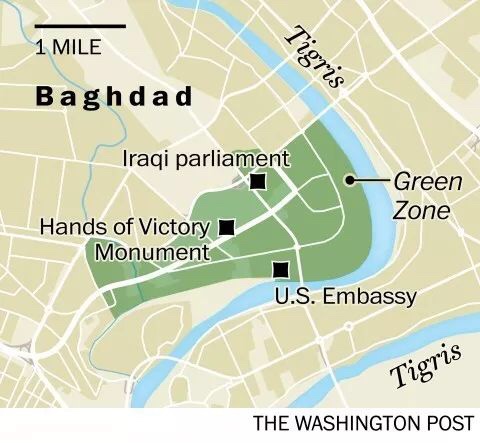 1 MILE
Tigris
Baghdad
Iraqi parliament
Green
Zone
Hands of Victory
Monument
U.S. Embassy
Tigris
THE WASHINGTON POST